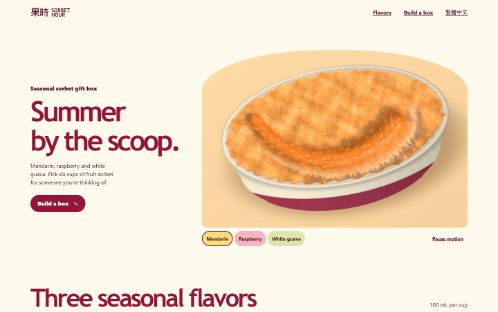 果時 SORBET HOUR
Flavors
Build a box
繁體中文
Seasonal sorbet gift box
Summer
by the scoop.
Mandarin, raspberry and white
guava. Pick six cups of fruit sorbet
for someone you're thinking of.
Build a box ↘
Mandarin
Raspberry
White guava
Pause motion
Three seasonal flavors
100 mL per cup